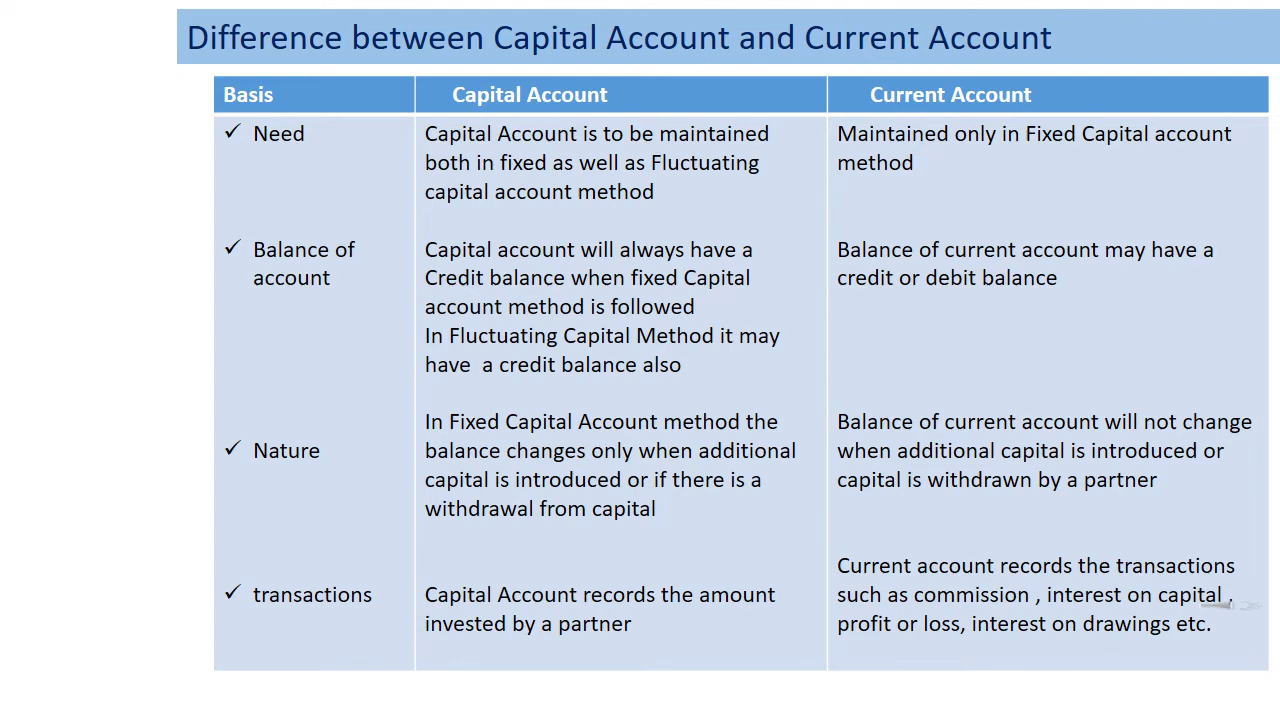 Difference between Capital Account and Current Account
Basis
Capital Account
Current Account
✓ Need
Capital Account is to be maintained
both in fixed as well as Fluctuating
capital account method
Maintained only in Fixed Capital account
method
✓ Balance of
account
Capital account will always have a
Credit balance when fixed Capital
account method is followed
In Fluctuating Capital Method it may
have a credit balance also
Balance of current account may have a
credit or debit balance
✓ Nature
In Fixed Capital Account method the
balance changes only when additional
capital is introduced or if there is a
withdrawal from capital
Balance of current account will not change
when additional capital is introduced or
capital is withdrawn by a partner
✓ transactions
Capital Account records the amount
invested by a partner
Current account records the transactions
such as commission , interest on capital ,
profit or loss, interest on drawings etc.